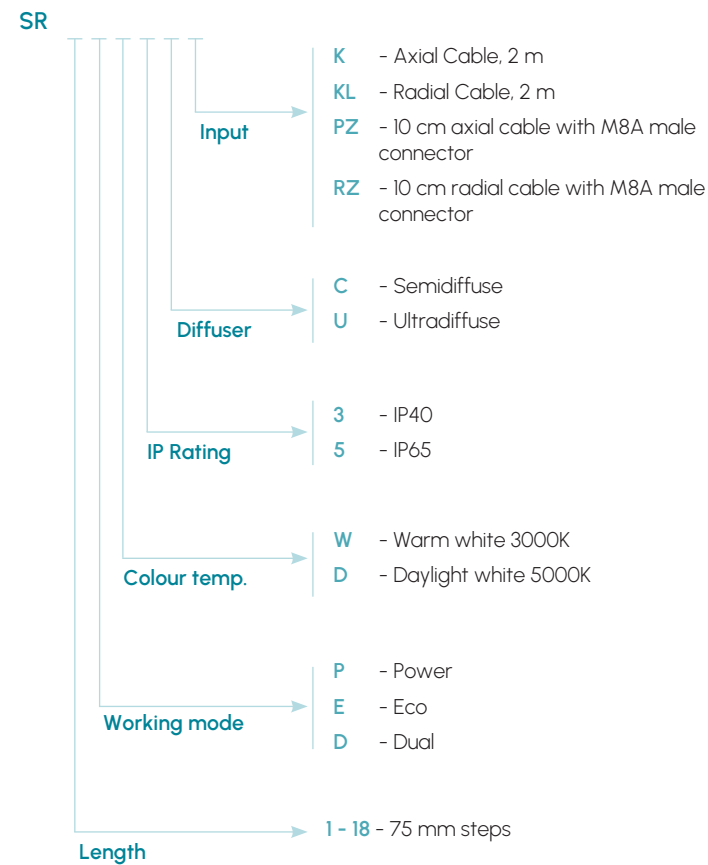 SR
K - Axial Cable, 2 m
KL - Radial Cable, 2 m
PZ - 10 cm axial cable with M8A male
connector
RZ - 10 cm radial cable with M8A male
connector
Input
C - Semidiffuse
U - Ultradiffuse
Diffuser
3 - IP40
5 - IP65
IP Rating
W - Warm white 3000K
D - Daylight white 5000K
Colour temp.
P - Power
E - Eco
D - Dual
Working mode
1 - 18 - 75 mm steps
Length